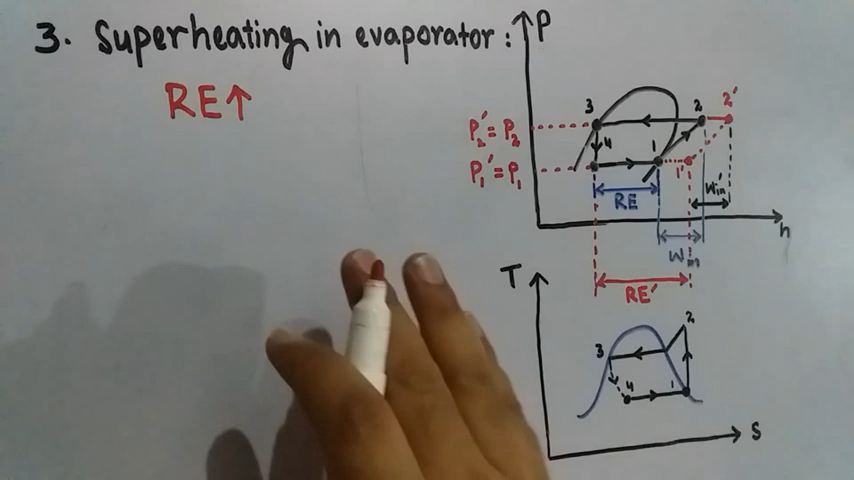 3. Superheating in evaporator:
RE↑
P
3
2
2'
P₂' = P₂
4
1
1'
P₁' = P₁
RE
Win'
h
Win
RE'
T
2
3
4
1
S